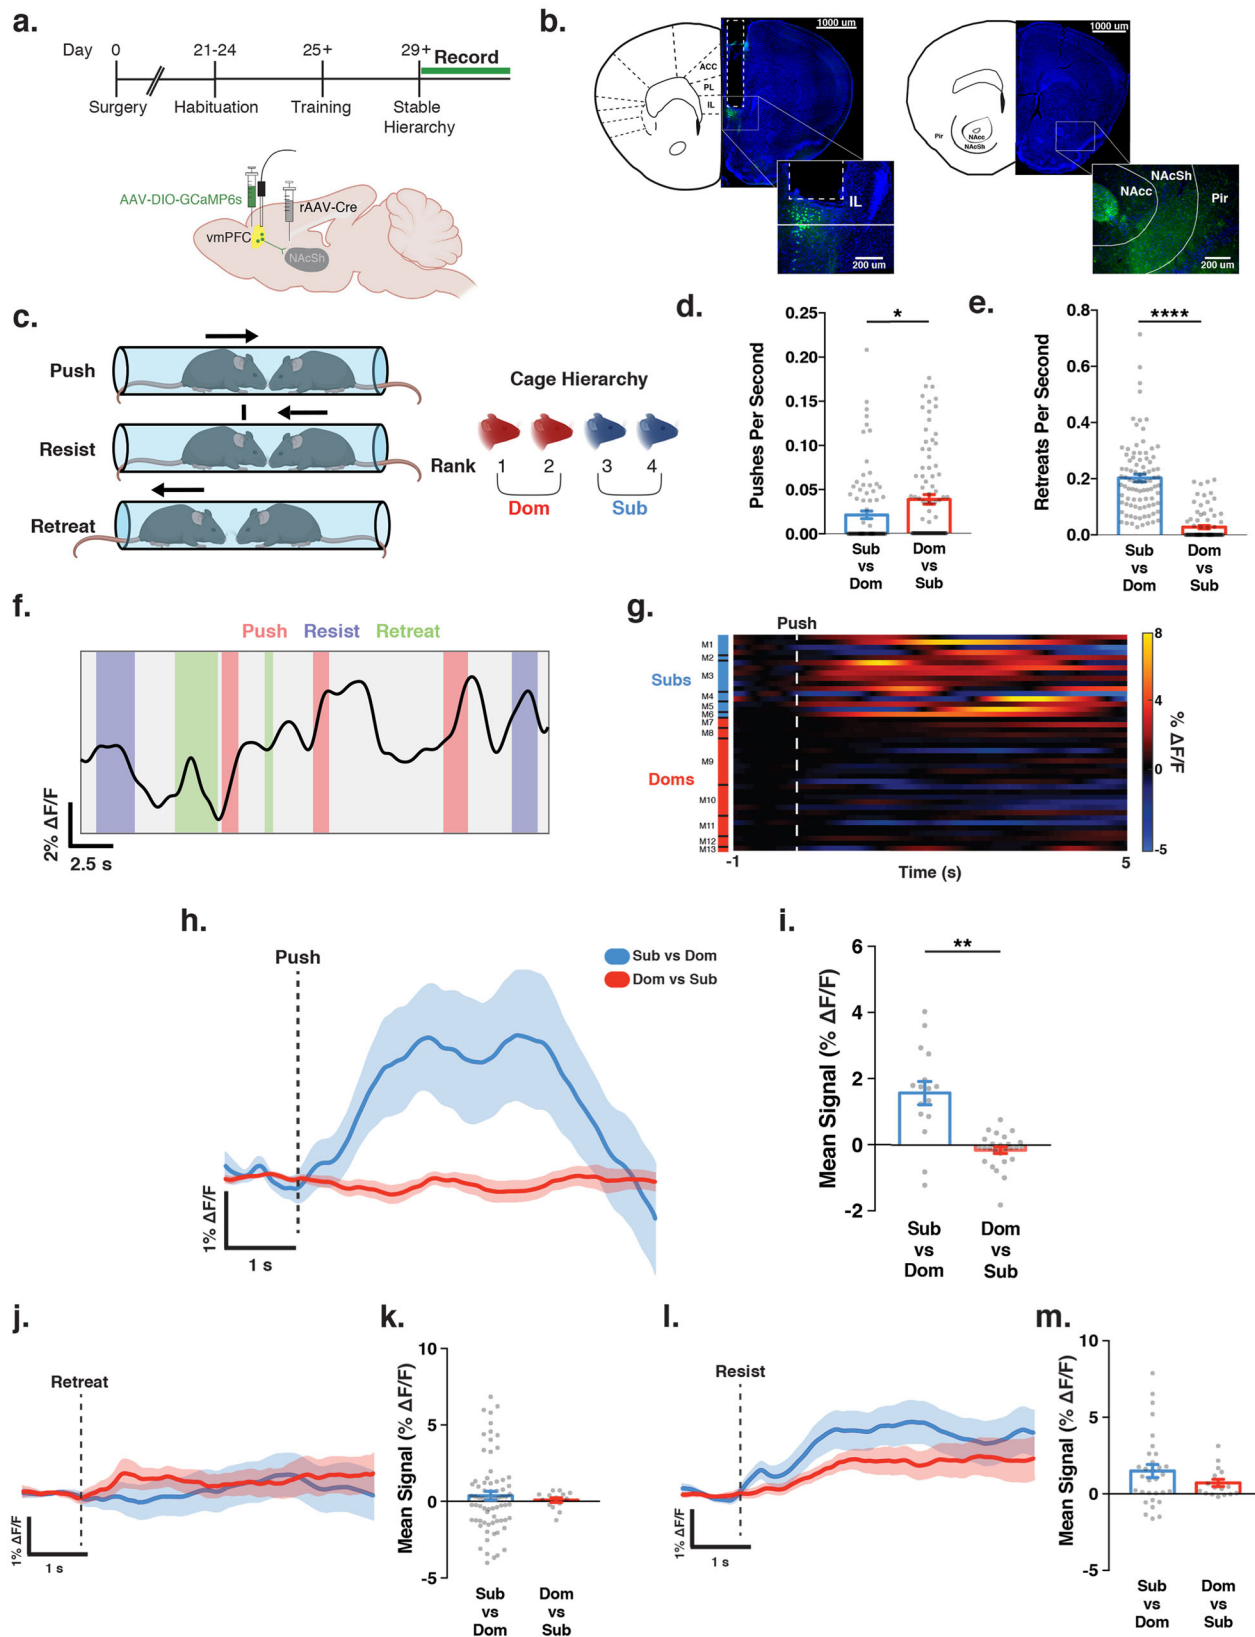 a.
Day 0 21-24 25+ 29+ Record
Surgery Habituation Training Stable
Hierarchy
AAV-DIO-GCaMP6s
rAAV-Cre
vmPFC
NAcSh
b.
1000 um
ACC
PL
IL
IL
200 um
1000 um
Pir
NAcc
NAcSh
NAcSh
NAcc
Pir
200 um
c.
Push
Resist
Retreat
Cage Hierarchy
Rank 1 2 3 4
Dom Sub
d.
Pushes Per Second
0.25
0.20
0.15
0.10
0.05
0.00
*
Sub
vs
Dom
Dom
vs
Sub
e.
Retreats Per Second
0.8
0.6
0.4
0.2
0.0
****
Sub
vs
Dom
Dom
vs
Sub
f.
Push Resist Retreat
2% ΔF/F
2.5 s
g.
Push
Subs
Doms
M1
M2
M3
M4
M5
M6
M7
M8
M9
M10
M11
M12
M13
-1
5
Time (s)
8
4
0
-5
% ΔF/F
h.
Push
Sub vs Dom
Dom vs Sub
1% ΔF/F
1 s
i.
Mean Signal (% ΔF/F)
6
4
2
0
-2
**
Sub
vs
Dom
Dom
vs
Sub
j.
Retreat
1% ΔF/F
1 s
k.
Mean Signal (% ΔF/F)
10
5
0
-5
Sub
vs
Dom
Dom
vs
Sub
l.
Resist
1% ΔF/F
1 s
m.
Mean Signal (% ΔF/F)
10
5
0
-5
Sub
vs
Dom
Dom
vs
Sub